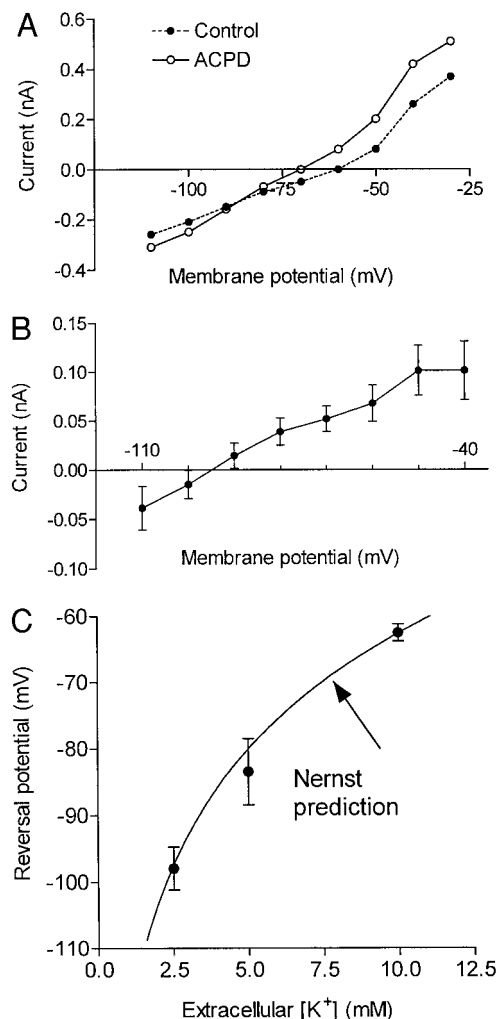 A
Control
ACPD
Current (nA)
0.6
0.4
0.2
0.0
-0.2
-0.4
-100
-75
-50
-25
Membrane potential (mV)
B
Current (nA)
0.15
0.10
0.05
0.00
-0.05
-0.10
-110
-40
Membrane potential (mV)
C
Reversal potential (mV)
-60
-70
-80
-90
-100
-110
Nernst
prediction
0.0
2.5
5.0
7.5
10.0
12.5
Extracellular [K⁺] (mM)